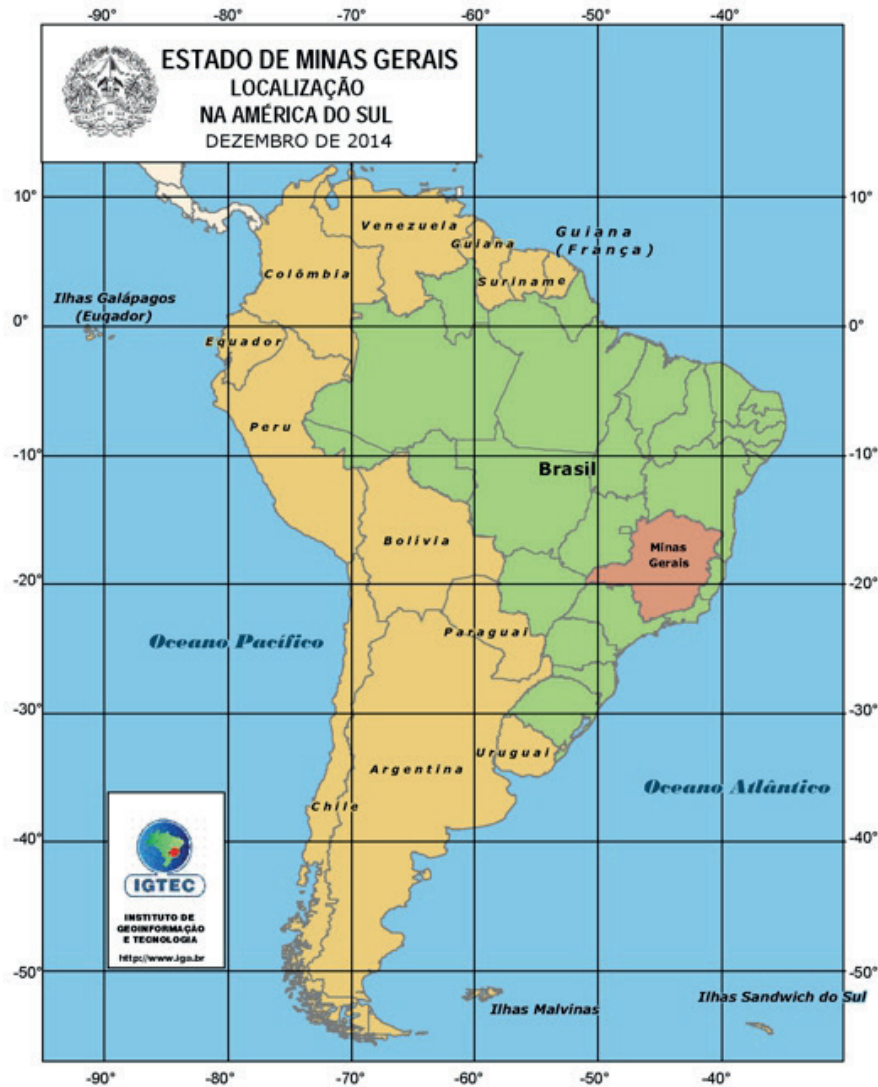 -90° -80° -70° -60° -50° -40°
ESTADO DE MINAS GERAIS
LOCALIZAÇÃO
NA AMÉRICA DO SUL
DEZEMBRO DE 2014
10° 10°
Venezuela
Guiana
Guiana
(França)
Colômbia
Suriname
Ilhas Galápagos
(Euqador)
0° 0°
Equador
Peru
-10° -10°
Brasil
Bolivia
Minas
Gerais
-20° -20°
Paraguai
Oceano Pacífico
-30° -30°
Uruguai
Argentina
Oceano Atlântico
Chile
-40° -40°
IGTEC
INSTITUTO DE
GEOINFORMAÇÃO
E TECNOLOGIA
http://www.iga.br
-50° -50°
Ilhas Malvinas
Ilhas Sandwich do Sul
-90° -80° -70° -60° -50° -40°